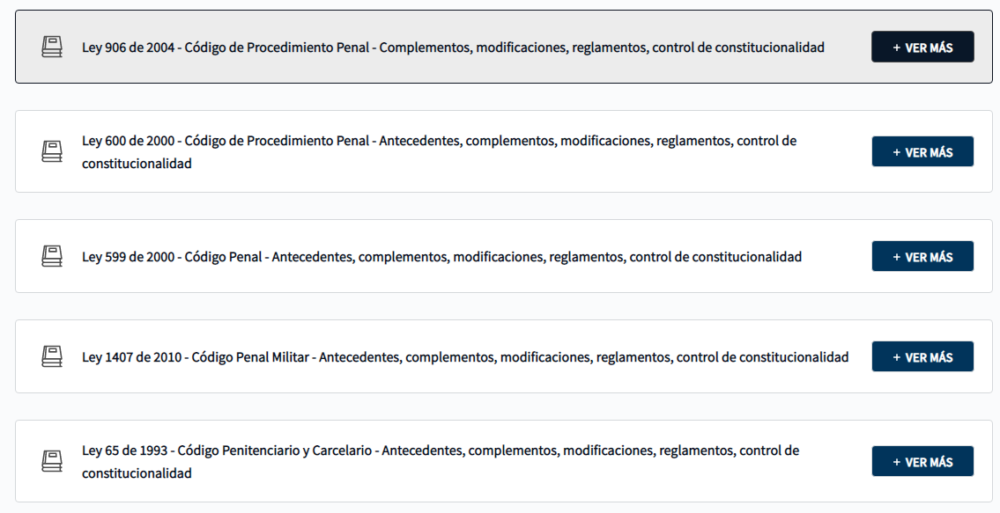 Ley 906 de 2004 - Código de Procedimiento Penal - Complementos, modificaciones, reglamentos, control de constitucionalidad
+ VER MÁS
Ley 600 de 2000 - Código de Procedimiento Penal - Antecedentes, complementos, modificaciones, reglamentos, control de
constitucionalidad
+ VER MÁS
Ley 599 de 2000 - Código Penal - Antecedentes, complementos, modificaciones, reglamentos, control de constitucionalidad
+ VER MÁS
Ley 1407 de 2010 - Código Penal Militar - Antecedentes, complementos, modificaciones, reglamentos, control de constitucionalidad
+ VER MÁS
Ley 65 de 1993 - Código Penitenciario y Carcelario - Antecedentes, complementos, modificaciones, reglamentos, control de
constitucionalidad
+ VER MÁS